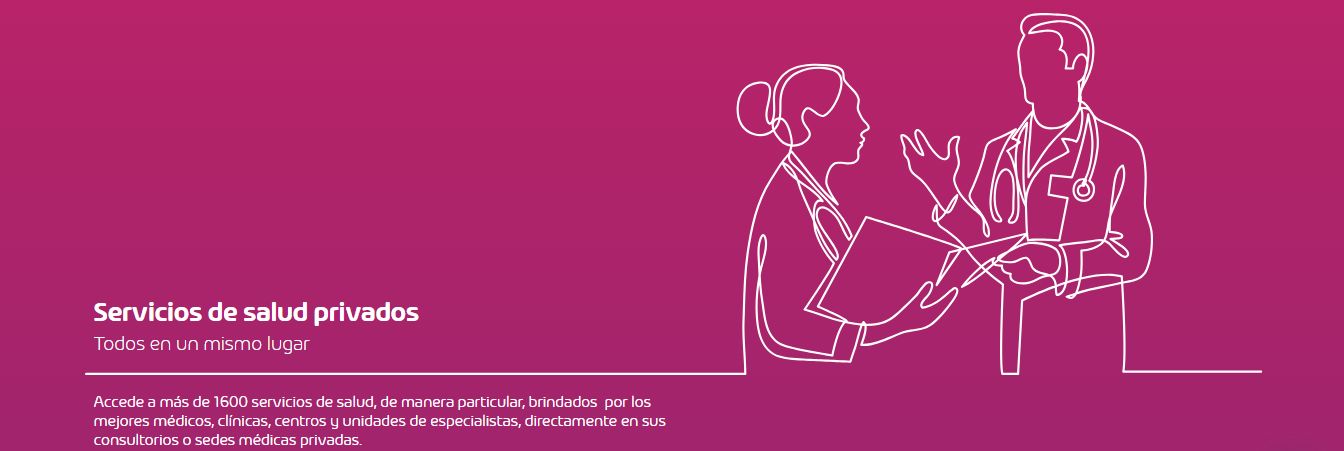 Servicios de salud privados
Todos en un mismo lugar
Accede a más de 1600 servicios de salud, de manera particular, brindados por los
mejores médicos, clínicas, centros y unidades de especialistas, directamente en sus
consultorios o sedes médicas privadas.